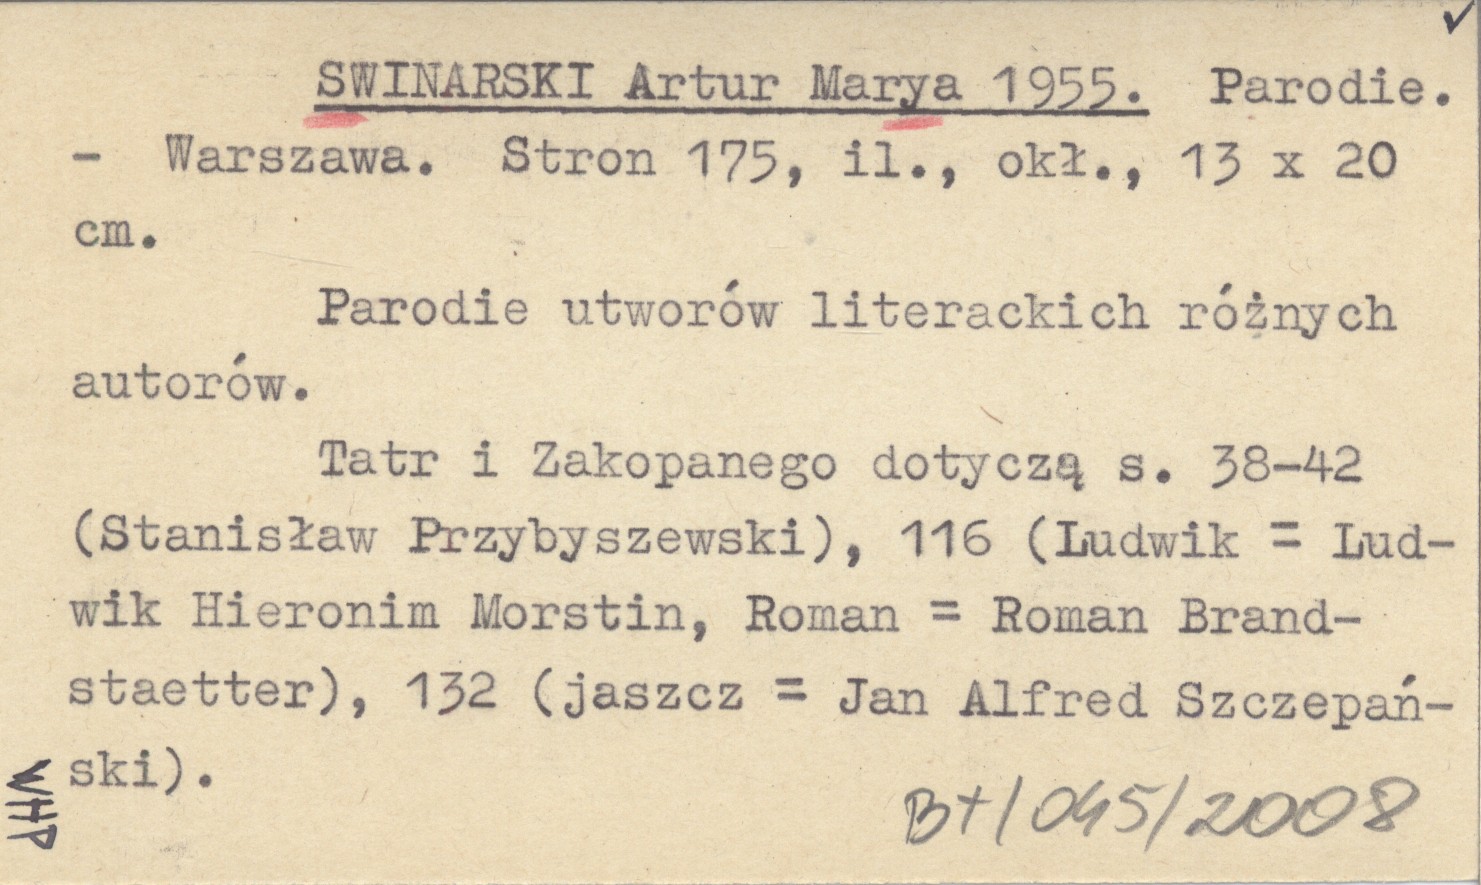 SWINARSKI Artur Marya 1955. Parodie.
- Warszawa. Stron 175, il., okł., 13 x 20
cm.
Parodie utworów literackich różnych
autorów.
Tatr i Zakopanego dotyczą s. 38-42
(Stanisław Przybyszewski), 116 (Ludwik = Lud-
wik Hieronim Morstin, Roman = Roman Brand-
staetter), 132 (jaszcz = Jan Alfred Szczepań-
ski).
WHP
B+/045/2008